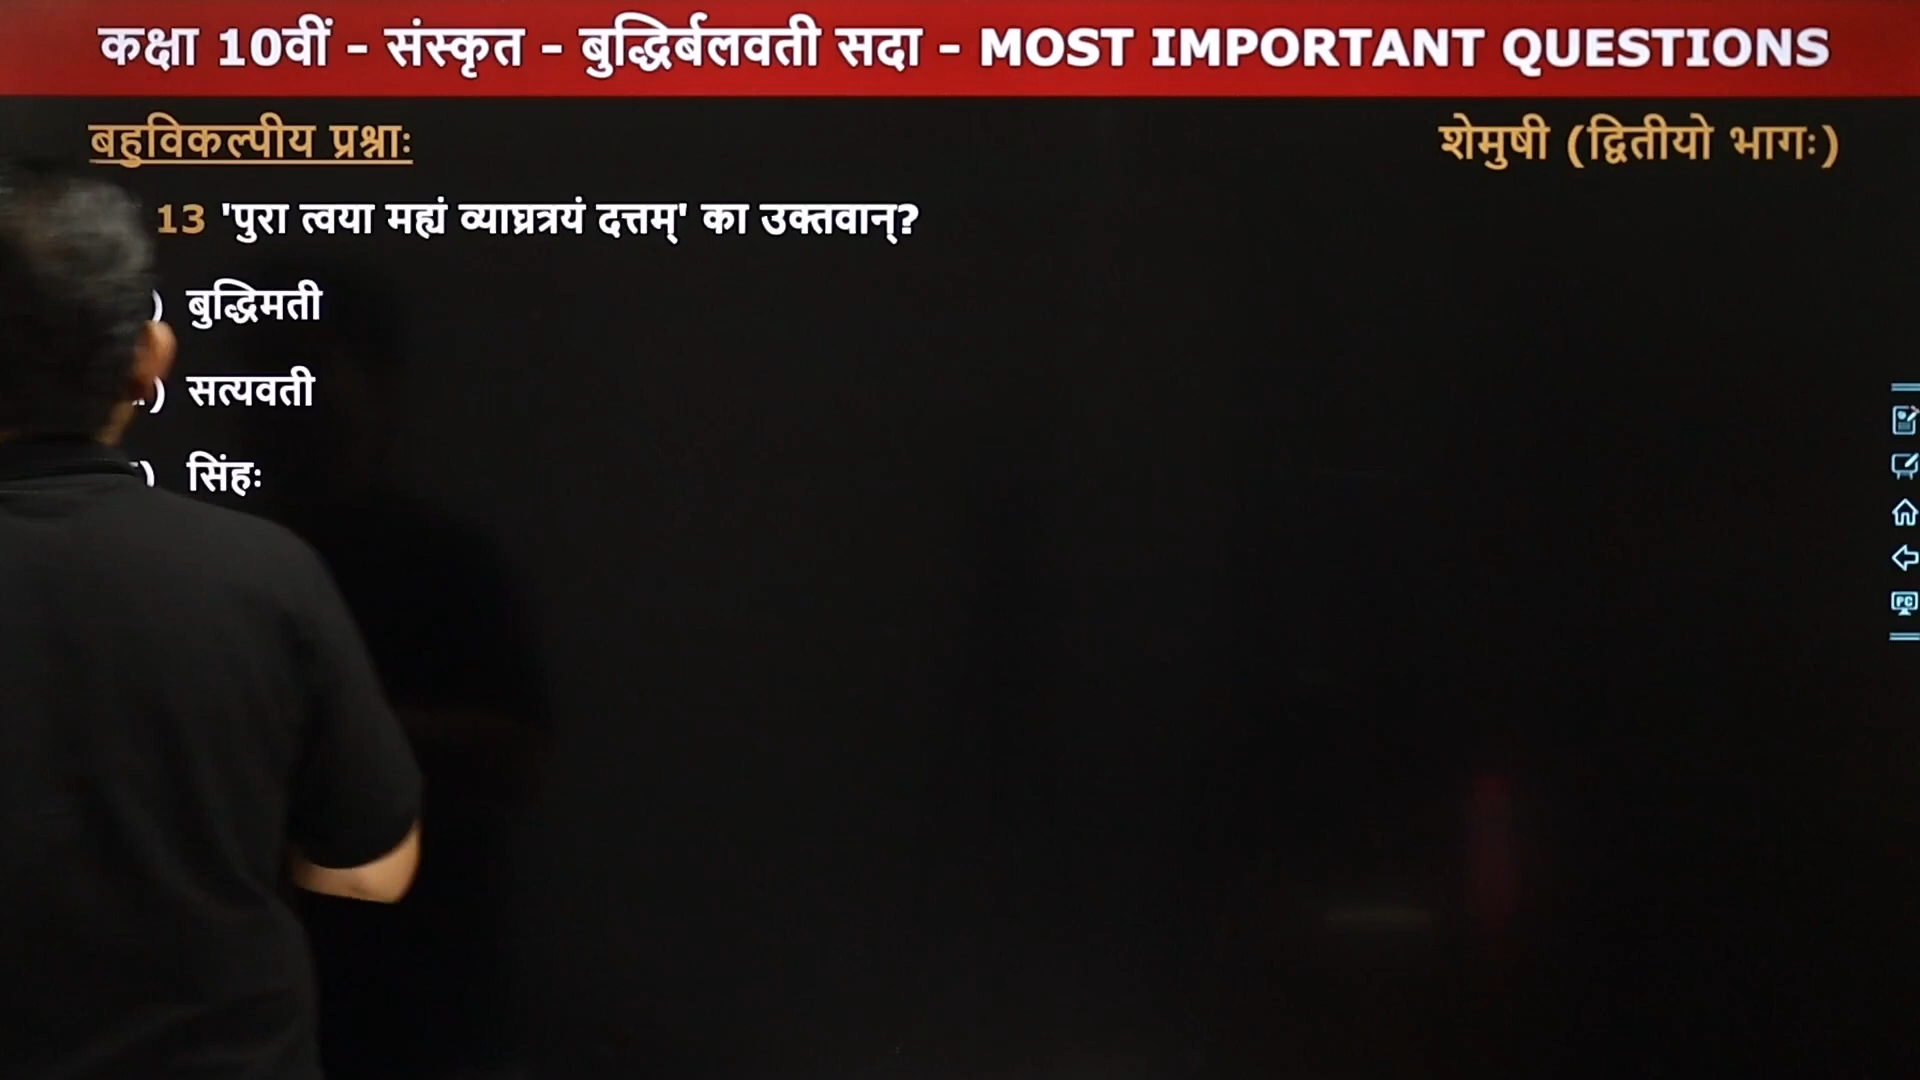 कक्षा 10वीं - संस्कृत - बुद्धिर्बलवती सदा - MOST IMPORTANT QUESTIONS
बहुविकल्पीय प्रश्नाः
शेमुषी (द्वितीयो भागः)
13 'पुरा त्वया मह्यं व्याघ्रत्रयं दत्तम्' का उक्तवान्?
) बुद्धिमती
) सत्यवती
) सिंहः
PC